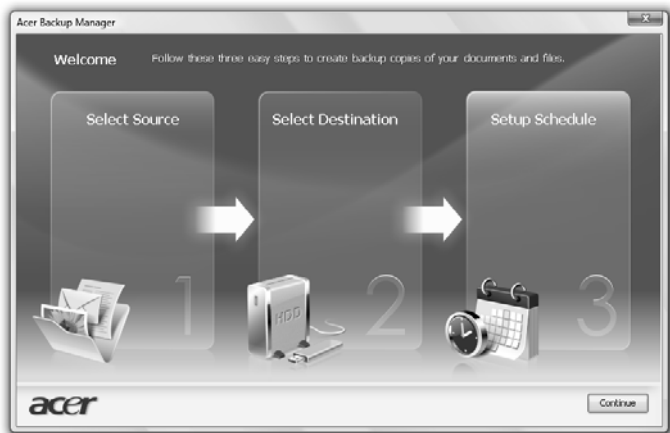 Acer Backup Manager
Welcome Follow these three easy steps to create backup copies of your documents and files.
Select Source
Select Destination
Setup Schedule
1
2
3
HDD
acer
Continue